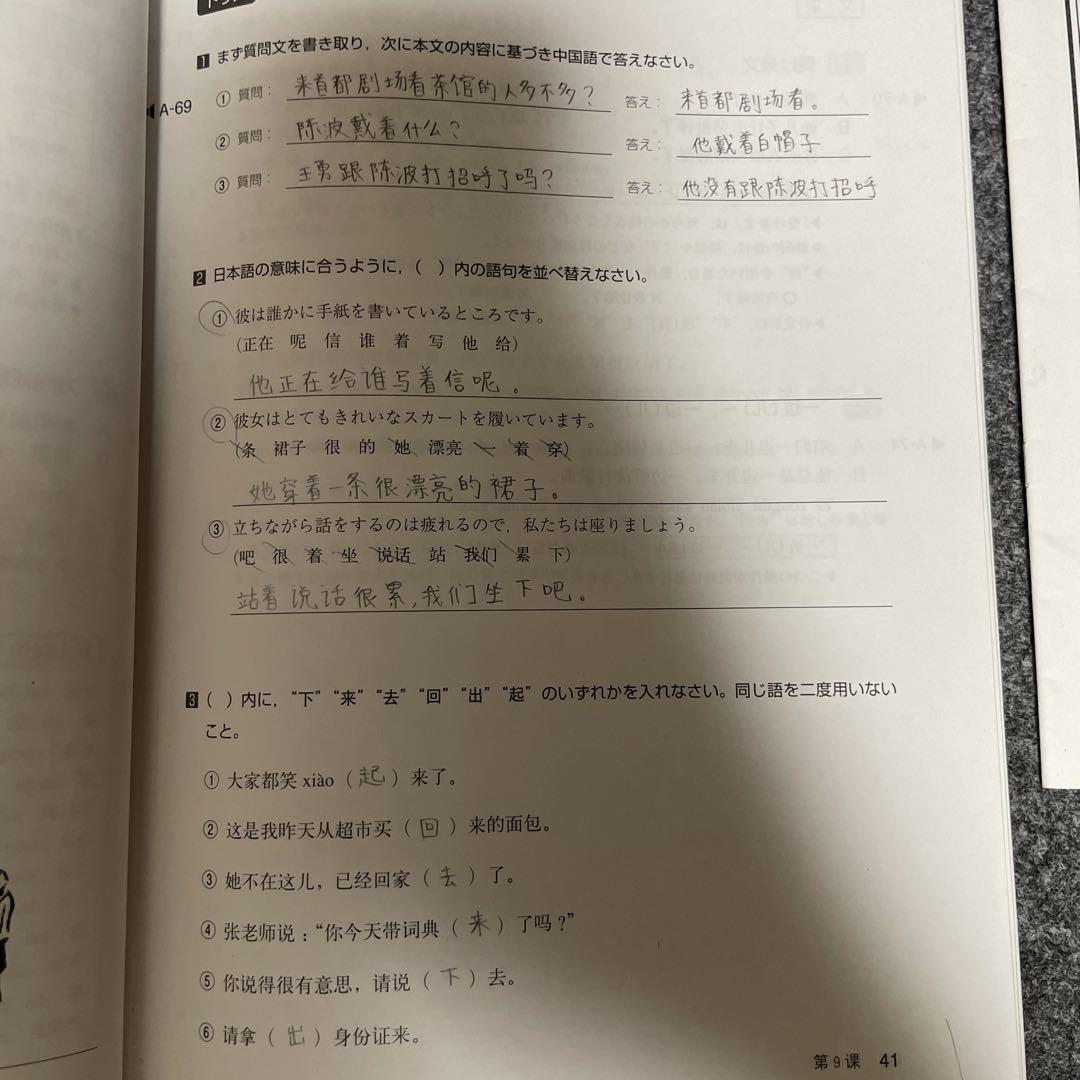 1 まず質問文を書き取り，次に本文の内容に基づき中国語で答えなさい。
A-69
① 質問： 来首都剧场看茶馆的人多不多？ 答え： 来首都剧场看。
② 質問： 陈波戴着什么？ 答え： 他戴着白帽子
③ 質問： 王勇跟陈波打招呼了吗？ 答え： 他没有跟陈波打招呼
2 日本語の意味に合うように，（ ）内の語句を並べ替えなさい。
① 彼は誰かに手紙を書いているところです。
(正在 呢 信 谁 着 写 他 给)
他正在给谁写着信呢。
② 彼女はとてもきれいなスカートを履いています。
(条 裙子 很 的 她 漂亮 一 着 穿)
她穿着一条很漂亮的裙子。
③ 立ちながら話をするのは疲れるので，私たちは座りましょう。
(吧 很 着 坐 说话 站 我们 累 下)
站着说话很累，我们坐下吧。
3 （ ）内に，“下”“来”“去”“回”“出”“起”のいずれかを入れなさい。同じ語を二度用いない
こと。
① 大家都笑 xiào（起）来了。
② 这是我昨天从超市买（回）来的面包。
③ 她不在这儿，已经回家（去）了。
④ 张老师说：“你今天带词典（来）了吗？”
⑤ 你说得很有意思，请说（下）去。
⑥ 请拿（出）身份证来。
第 9 课 41